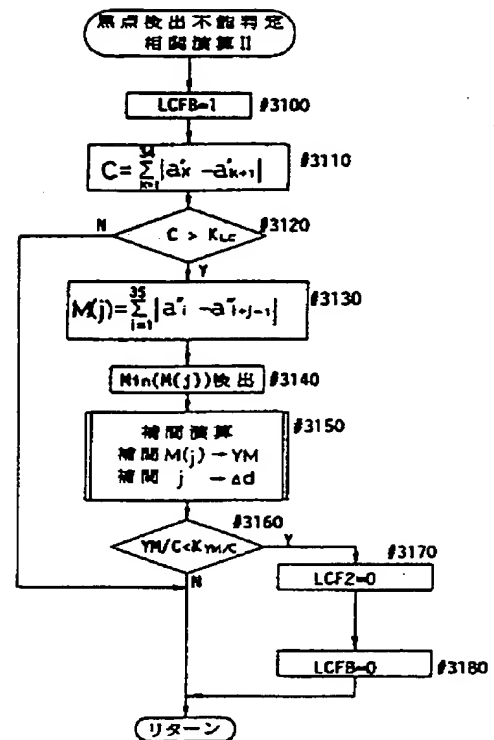 焦点検出不能判定
相関演算II
LCFB=1 #3100
C=Σ|a'k -a'k+1| #3110
N #3120
C > KLC
Y
M(j)=Σ|a''i -a''i+j-1| #3130
35
i=1
Min(M(j))検出 #3140
補間演算 #3150
補間 M(j) → YM
補間 j → Δd
#3160
YM/C<KYM/C Y
N
#3170
LCF2=0
LCFB=0 #3180
リターン